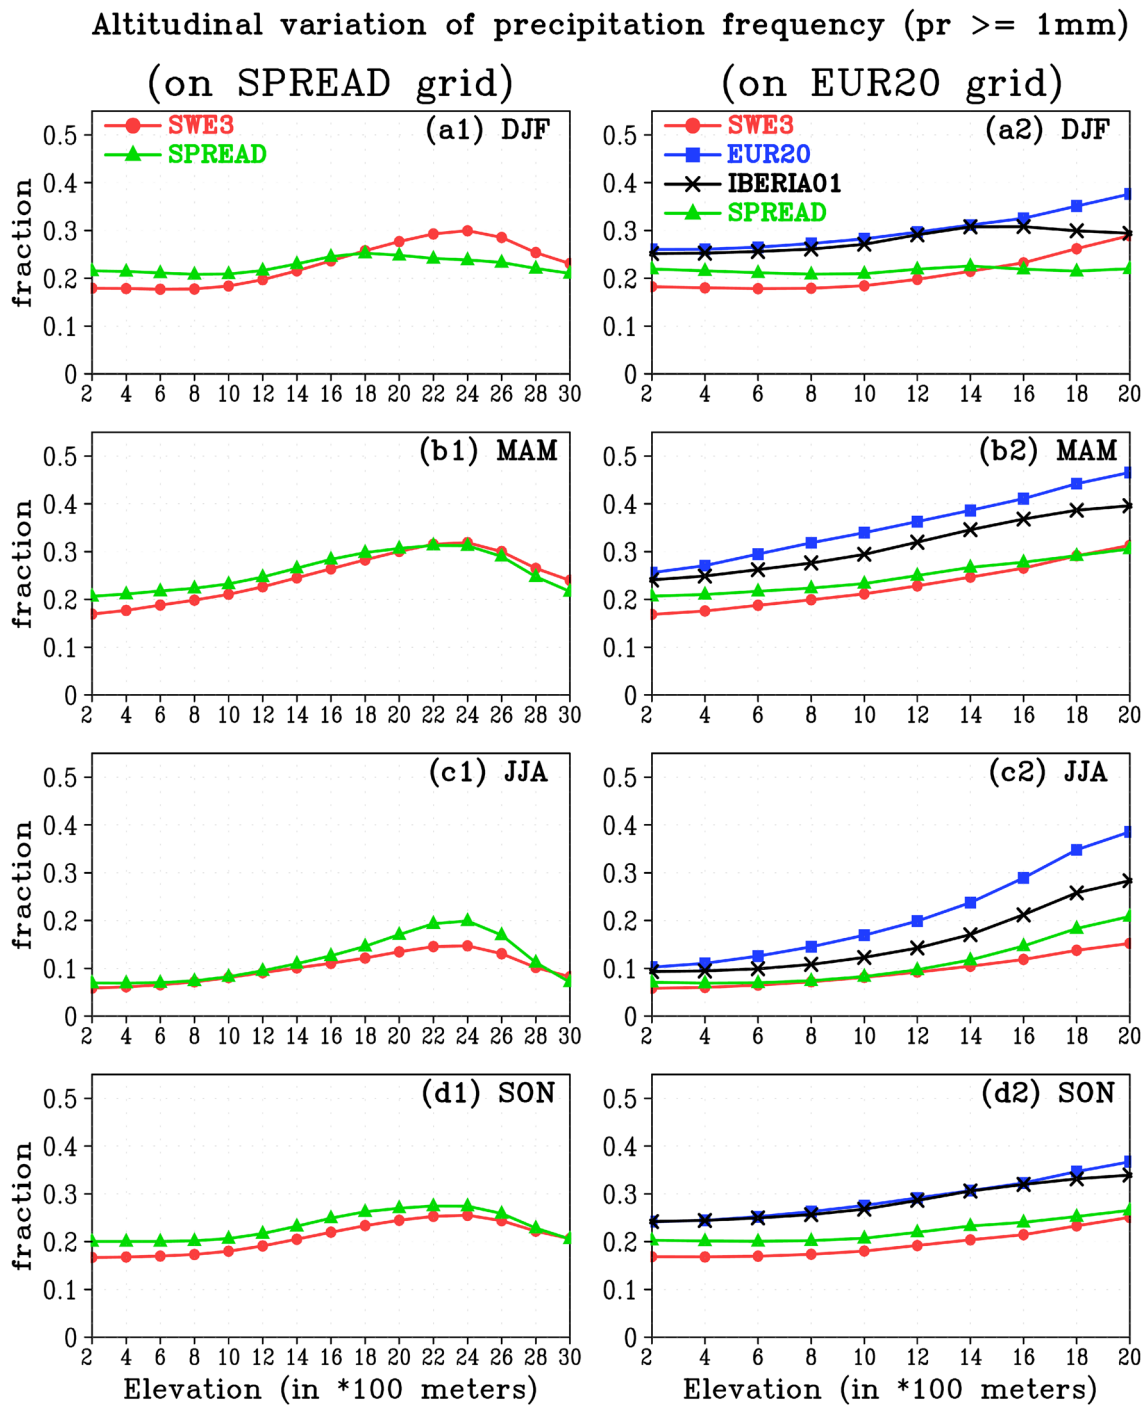 Altitudinal variation of precipitation frequency (pr >= 1mm)
(on SPREAD grid)
(on EUR20 grid)
(a1) DJF
SWE3
SPREAD
fraction
0.5
0.4
0.3
0.2
0.1
0
2 4 6 8 10 12 14 16 18 20 22 24 26 28 30
(a2) DJF
SWE3
EUR20
IBERIA01
SPREAD
0.5
0.4
0.3
0.2
0.1
0
2 4 6 8 10 12 14 16 18 20
(b1) MAM
fraction
0.5
0.4
0.3
0.2
0.1
0
2 4 6 8 10 12 14 16 18 20 22 24 26 28 30
(b2) MAM
0.5
0.4
0.3
0.2
0.1
0
2 4 6 8 10 12 14 16 18 20
(c1) JJA
fraction
0.5
0.4
0.3
0.2
0.1
0
2 4 6 8 10 12 14 16 18 20 22 24 26 28 30
(c2) JJA
0.5
0.4
0.3
0.2
0.1
0
2 4 6 8 10 12 14 16 18 20
(d1) SON
fraction
0.5
0.4
0.3
0.2
0.1
0
2 4 6 8 10 12 14 16 18 20 22 24 26 28 30
Elevation (in *100 meters)
(d2) SON
0.5
0.4
0.3
0.2
0.1
0
2 4 6 8 10 12 14 16 18 20
Elevation (in *100 meters)